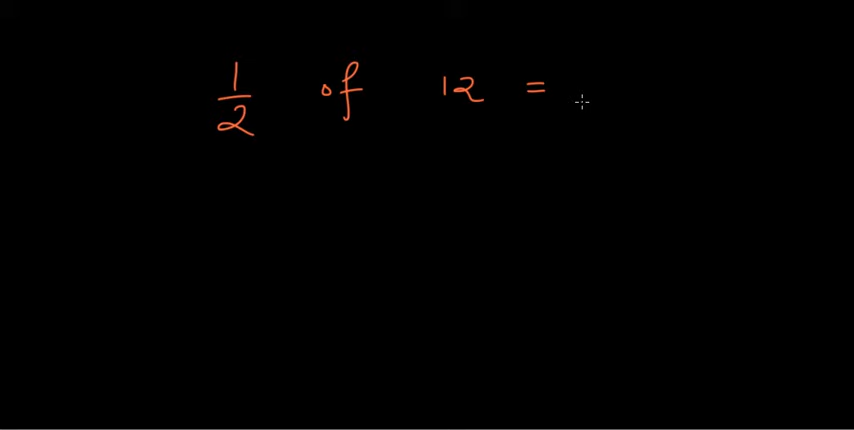 1/2 of 12 =